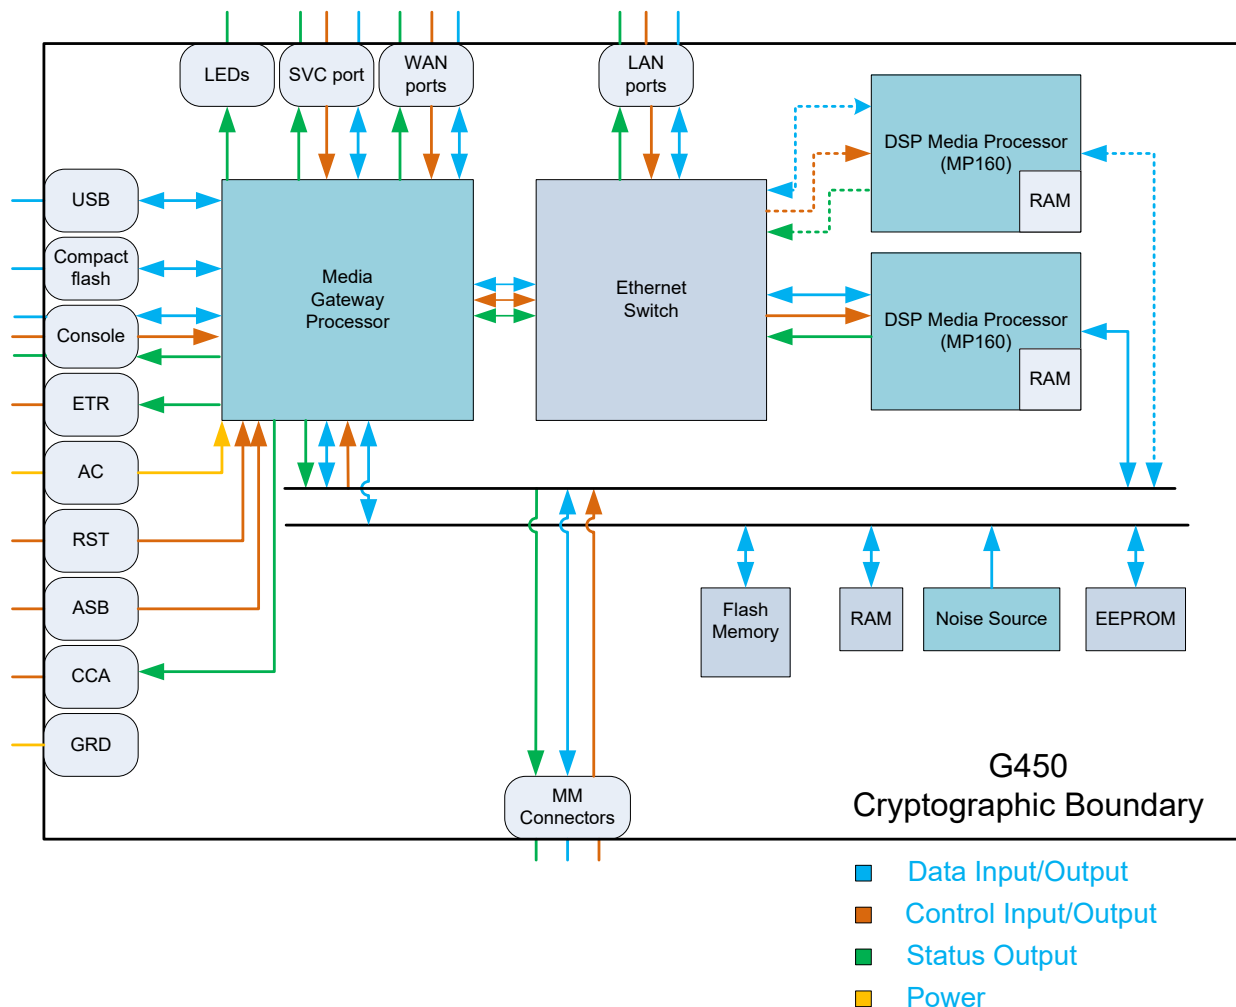 LEDs
SVC port
WAN
ports
LAN
ports
DSP Media Processor
(MP160)
RAM
USB
Compact
flash
Console
ETR
AC
RST
ASB
CCA
GRD
Media
Gateway
Processor
Ethernet
Switch
DSP Media Processor
(MP160)
RAM
Flash
Memory
RAM
Noise Source
EEPROM
MM
Connectors
G450
Cryptographic Boundary
Data Input/Output
Control Input/Output
Status Output
Power